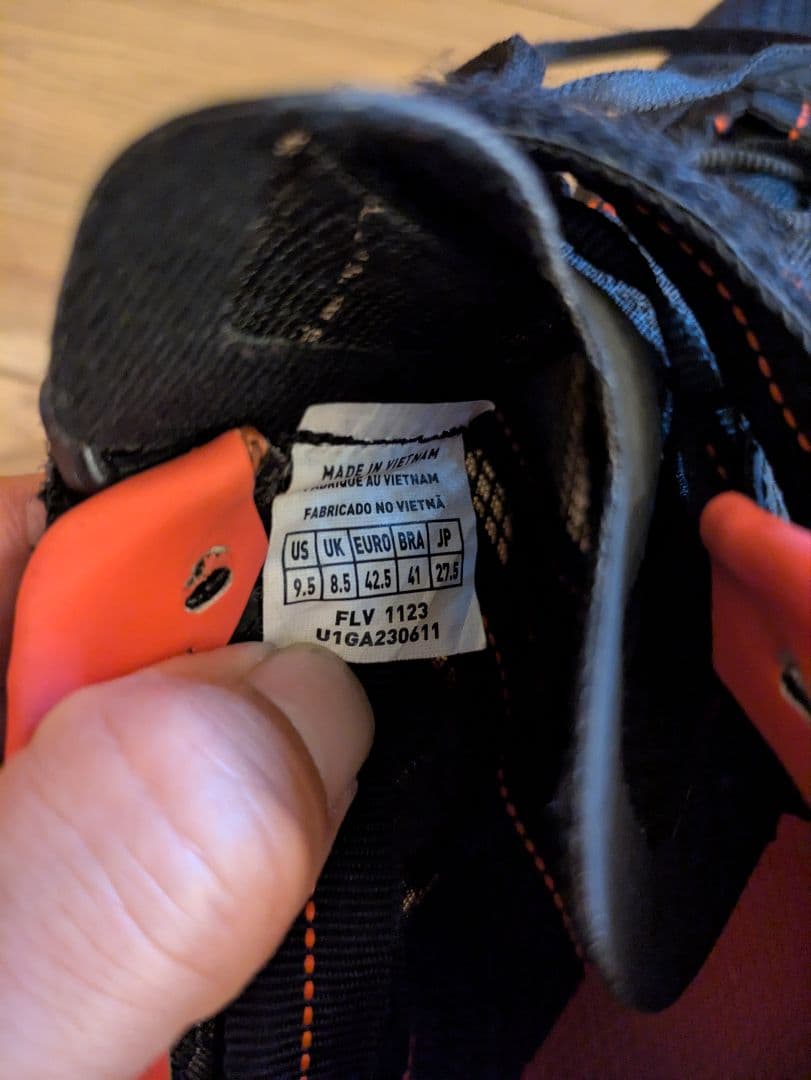 MADE IN VIETNAM
FABRIQUÉ AU VIETNAM
FABRICADO NO VIETNÃ
US UK EURO BRA JP
9.5 8.5 42.5 41 27.5
FLV 1123
U1GA230611